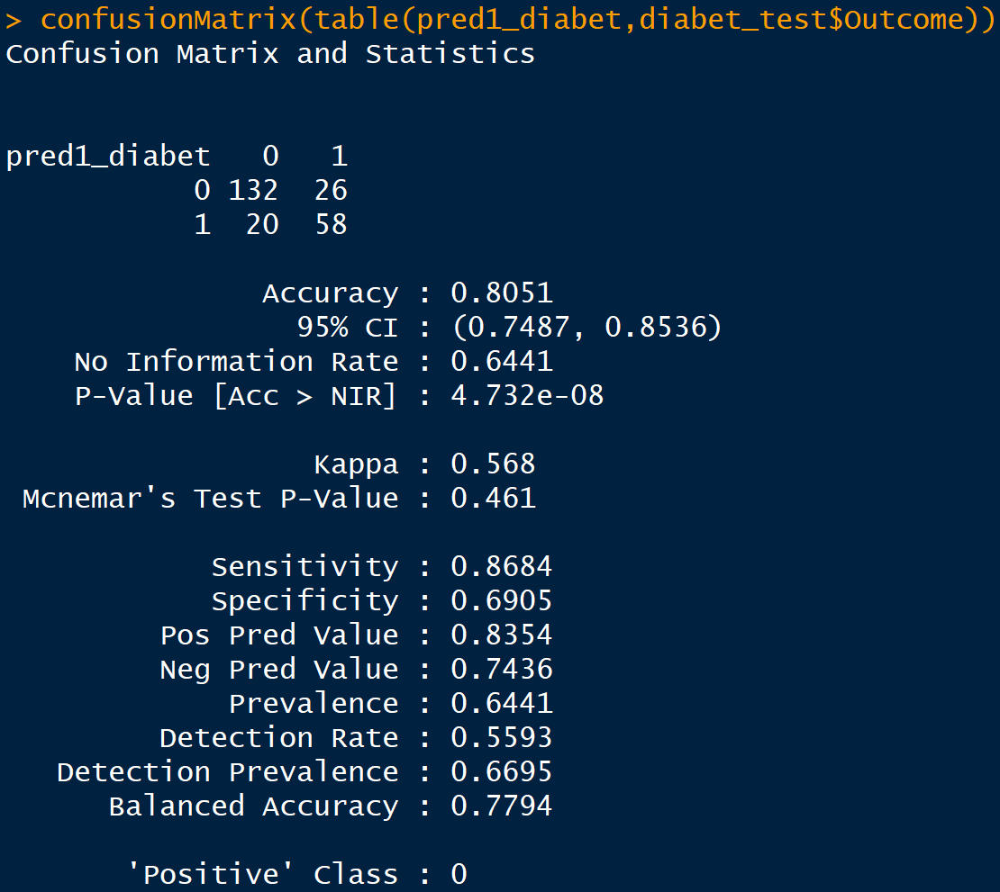 > confusionMatrix(table(pred1_diabet,diabet_test$Outcome))
Confusion Matrix and Statistics
pred1_diabet   0   1
           0 132  26
           1  20  58
               Accuracy : 0.8051
                 95% CI : (0.7487, 0.8536)
    No Information Rate : 0.6441
    P-Value [Acc > NIR] : 4.732e-08
                  Kappa : 0.568
 Mcnemar's Test P-Value : 0.461
            Sensitivity : 0.8684
            Specificity : 0.6905
         Pos Pred Value : 0.8354
         Neg Pred Value : 0.7436
             Prevalence : 0.6441
         Detection Rate : 0.5593
   Detection Prevalence : 0.6695
      Balanced Accuracy : 0.7794
       'Positive' Class : 0